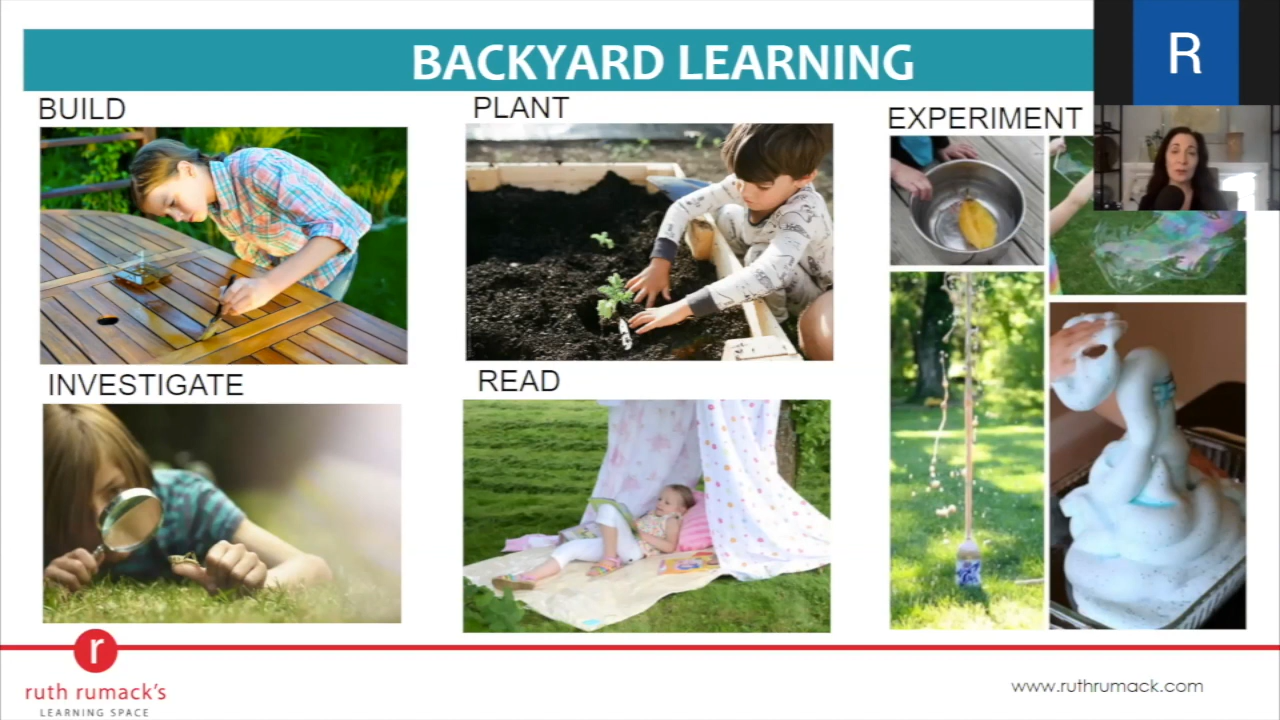 BACKYARD LEARNING
R
BUILD
PLANT
EXPERIMENT
INVESTIGATE
READ
r
ruth rumack's
LEARNING SPACE
www.ruthrumack.com